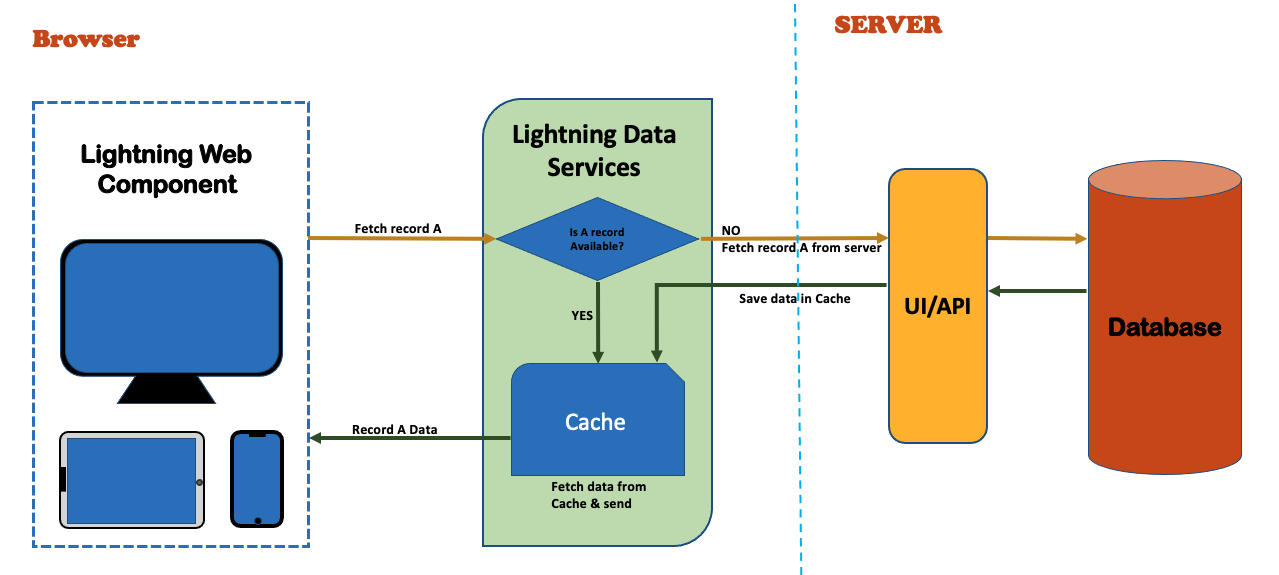 Browser
SERVER
Lightning Web
Component
Lightning Data
Services
Fetch record A
Is A record
Available?
NO
Fetch record A from server
Save data in Cache
YES
UI/API
Database
Cache
Record A Data
Fetch data from
Cache & send